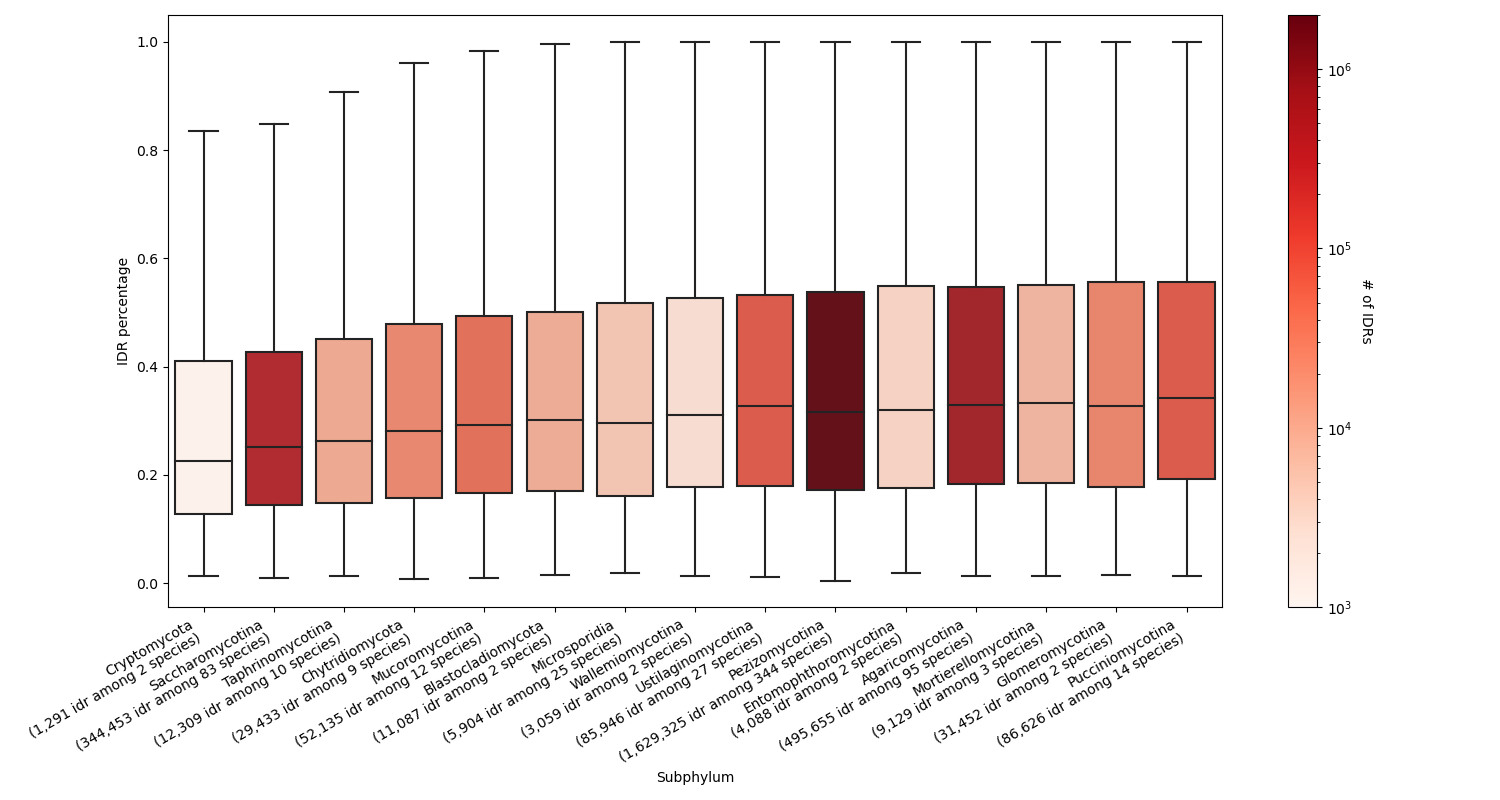 1.0
0.8
0.6
0.4
0.2
0.0
IDR percentage
Cryptomycota
(1,291 idr among 2 species)
Saccharomycotina
(344,453 idr among 83 species)
Taphrinomycotina
(12,309 idr among 10 species)
Chytridiomycota
(29,433 idr among 9 species)
Mucoromycotina
(52,135 idr among 12 species)
Blastocladiomycota
(11,087 idr among 2 species)
Microsporidia
(5,904 idr among 25 species)
Wallemiomycotina
(3,059 idr among 2 species)
Ustilaginomycotina
(85,946 idr among 27 species)
Pezizomycotina
(1,629,325 idr among 344 species)
Entomophthoromycotina
(4,088 idr among 2 species)
Agaricomycotina
(495,655 idr among 95 species)
Mortierellomycotina
(9,129 idr among 3 species)
Glomeromycotina
(31,452 idr among 2 species)
Pucciniomycotina
(86,626 idr among 14 species)
Subphylum
10⁶
10⁵
10⁴
10³
# of IDRs